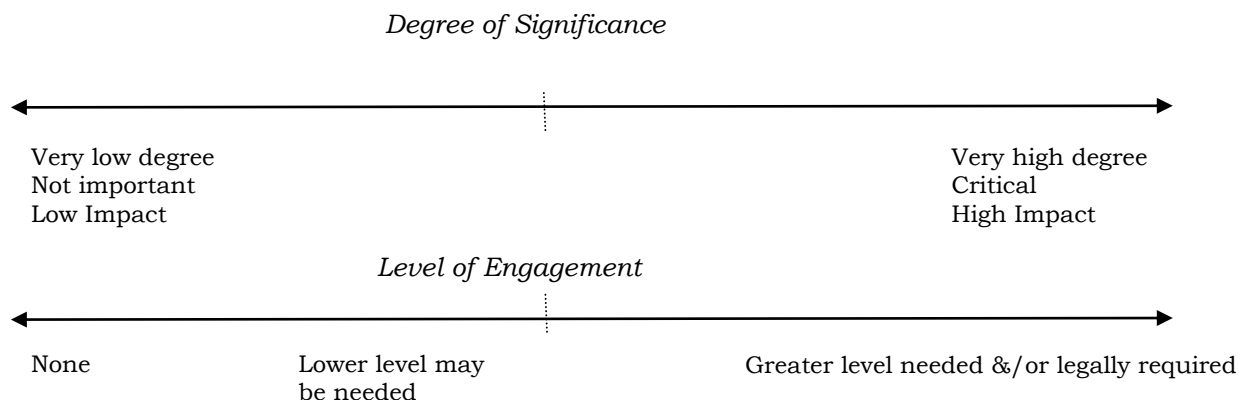 Degree of Significance
Very low degree
Not important
Low Impact
Very high degree
Critical
High Impact
Level of Engagement
None
Lower level may
be needed
Greater level needed &/or legally required